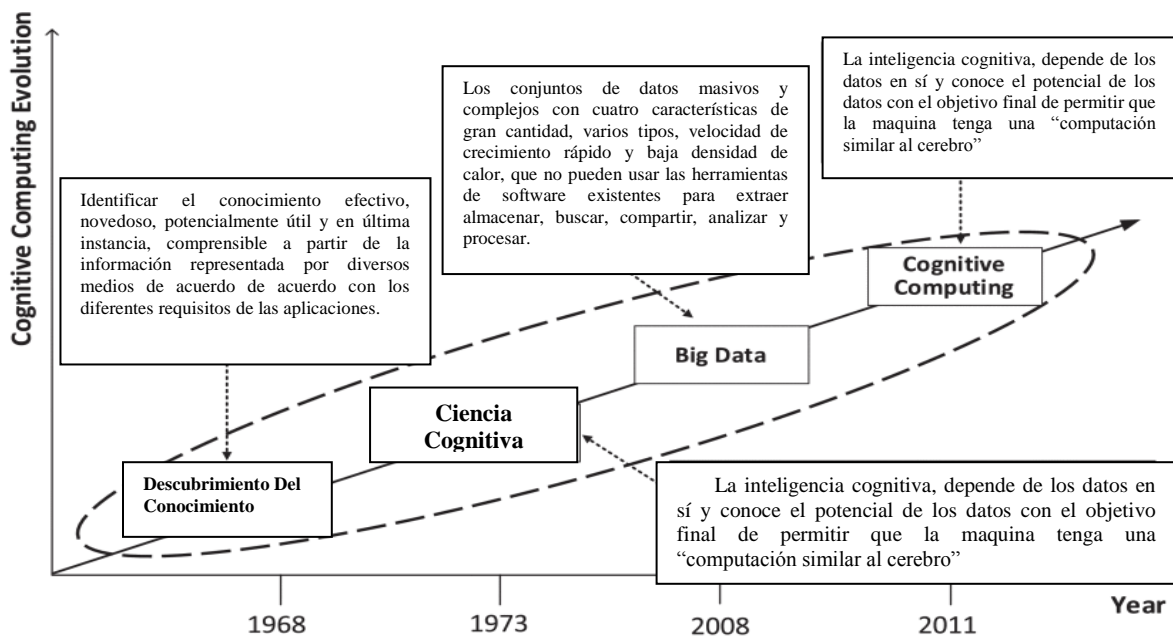 Cognitive Computing Evolution
La inteligencia cognitiva, depende de los
datos en sí y conoce el potencial de los
datos con el objetivo final de permitir que
la maquina tenga una “computación
similar al cerebro”
Los conjuntos de datos masivos y
complejos con cuatro características de
gran cantidad, varios tipos, velocidad de
crecimiento rápido y baja densidad de
calor, que no pueden usar las herramientas
de software existentes para extraer
almacenar, buscar, compartir, analizar y
procesar.
Identificar el conocimiento efectivo,
novedoso, potencialmente útil y en última
instancia, comprensible a partir de la
información representada por diversos
medios de acuerdo de acuerdo con los
diferentes requisitos de las aplicaciones.
Cognitive
Computing
Big Data
Ciencia
Cognitiva
Descubrimiento Del
Conocimiento
La inteligencia cognitiva, depende de los datos en
sí y conoce el potencial de los datos con el objetivo
final de permitir que la maquina tenga una
“computación similar al cerebro”
1968
1973
2008
2011
Year